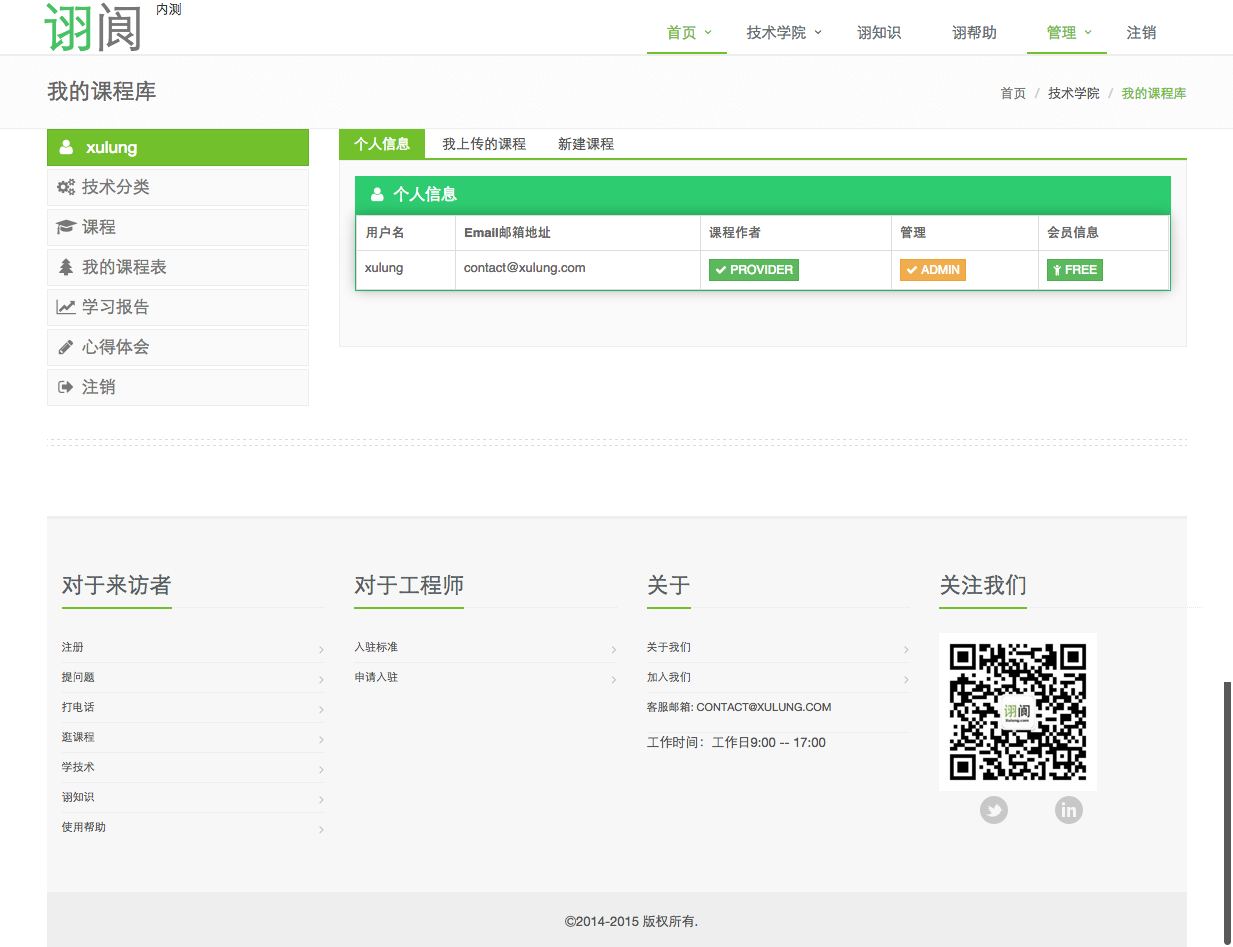 诩阆 内测
首页 技术学院 诩知识 诩帮助 管理 注销
我的课程库
首页 / 技术学院 / 我的课程库
xulung
技术分类
课程
我的课程表
学习报告
心得体会
注销
个人信息 我上传的课程 新建课程
个人信息
用户名 Email邮箱地址 课程作者 管理 会员信息
xulung contact@xulung.com PROVIDER ADMIN FREE
对于来访者
注册
提问题
打电话
逛课程
学技术
诩知识
使用帮助
对于工程师
入驻标准
申请入驻
关于
关于我们
加入我们
客服邮箱: CONTACT@XULUNG.COM
工作时间：工作日9:00 -- 17:00
关注我们
诩阆
Xulung.com
©2014-2015 版权所有.